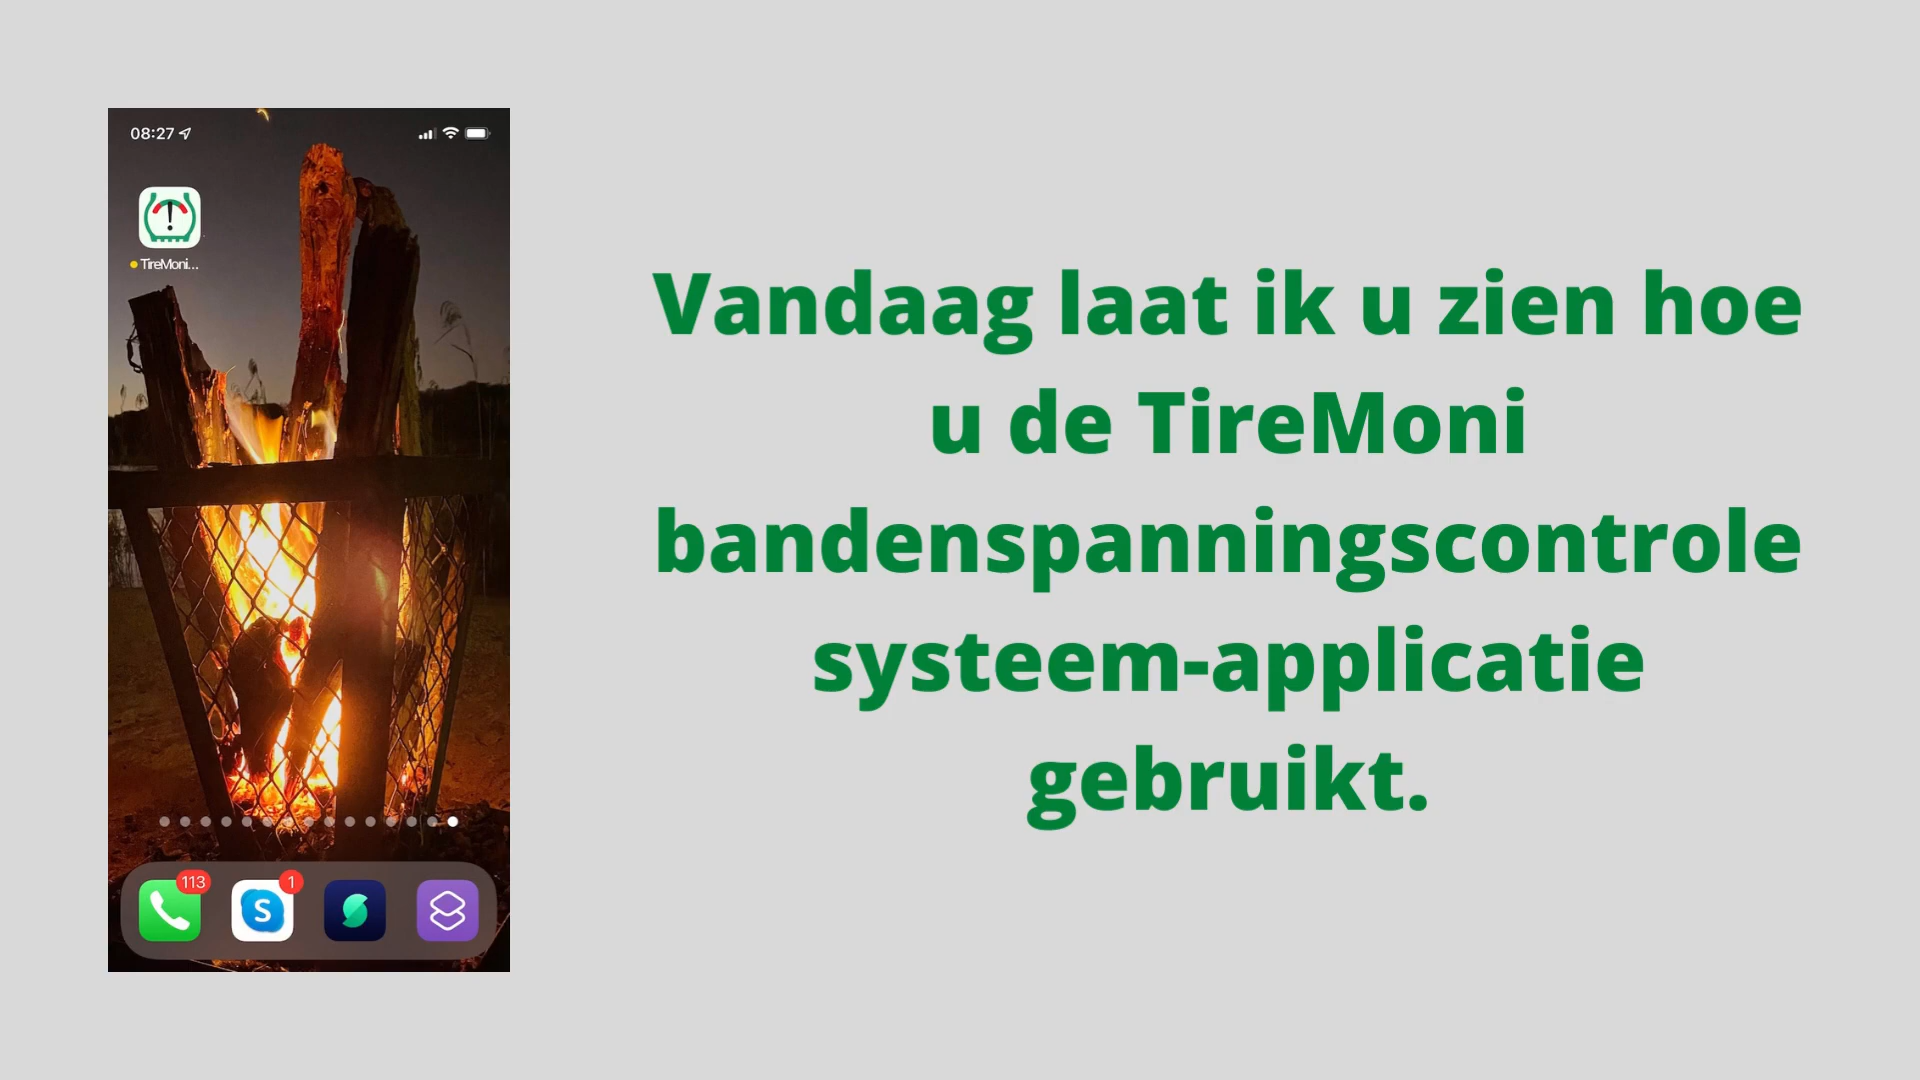 08:27
TireMoni...
113
1
S
Vandaag laat ik u zien hoe
u de TireMoni
bandenspanningscontrole
systeem-applicatie
gebruikt.